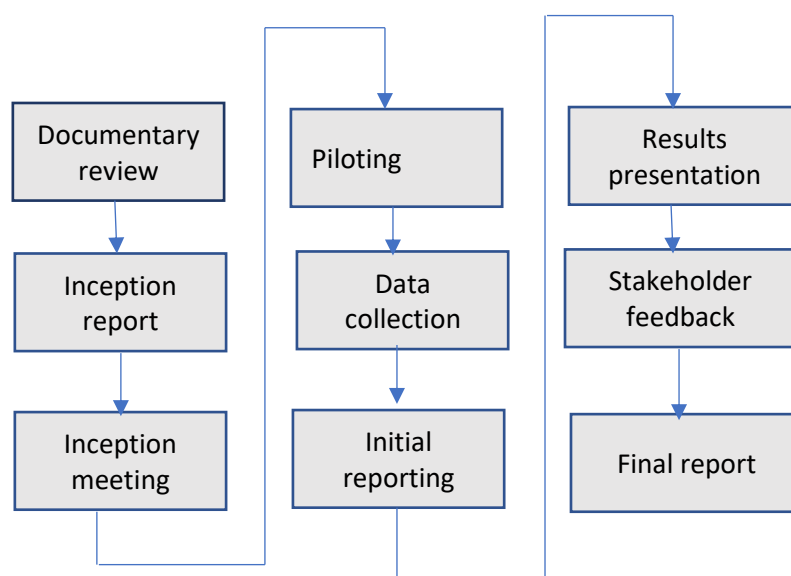 Documentary
review
Inception
report
Inception
meeting
Piloting
Data
collection
Initial
reporting
Results
presentation
Stakeholder
feedback
Final report